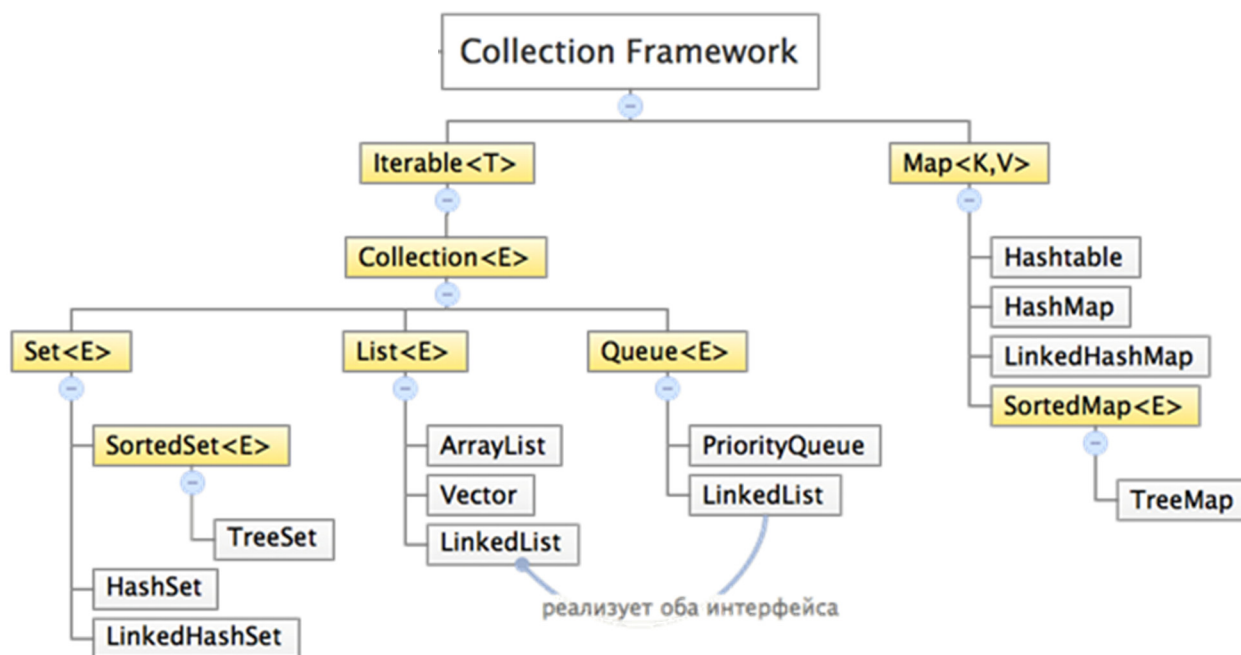 Collection Framework
Iterable<T>
Map<K,V>
Collection<E>
Hashtable
HashMap
LinkedHashMap
SortedMap<E>
TreeMap
Set<E>
List<E>
Queue<E>
SortedSet<E>
TreeSet
HashSet
LinkedHashSet
ArrayList
Vector
LinkedList
PriorityQueue
LinkedList
реализует оба интерфейса